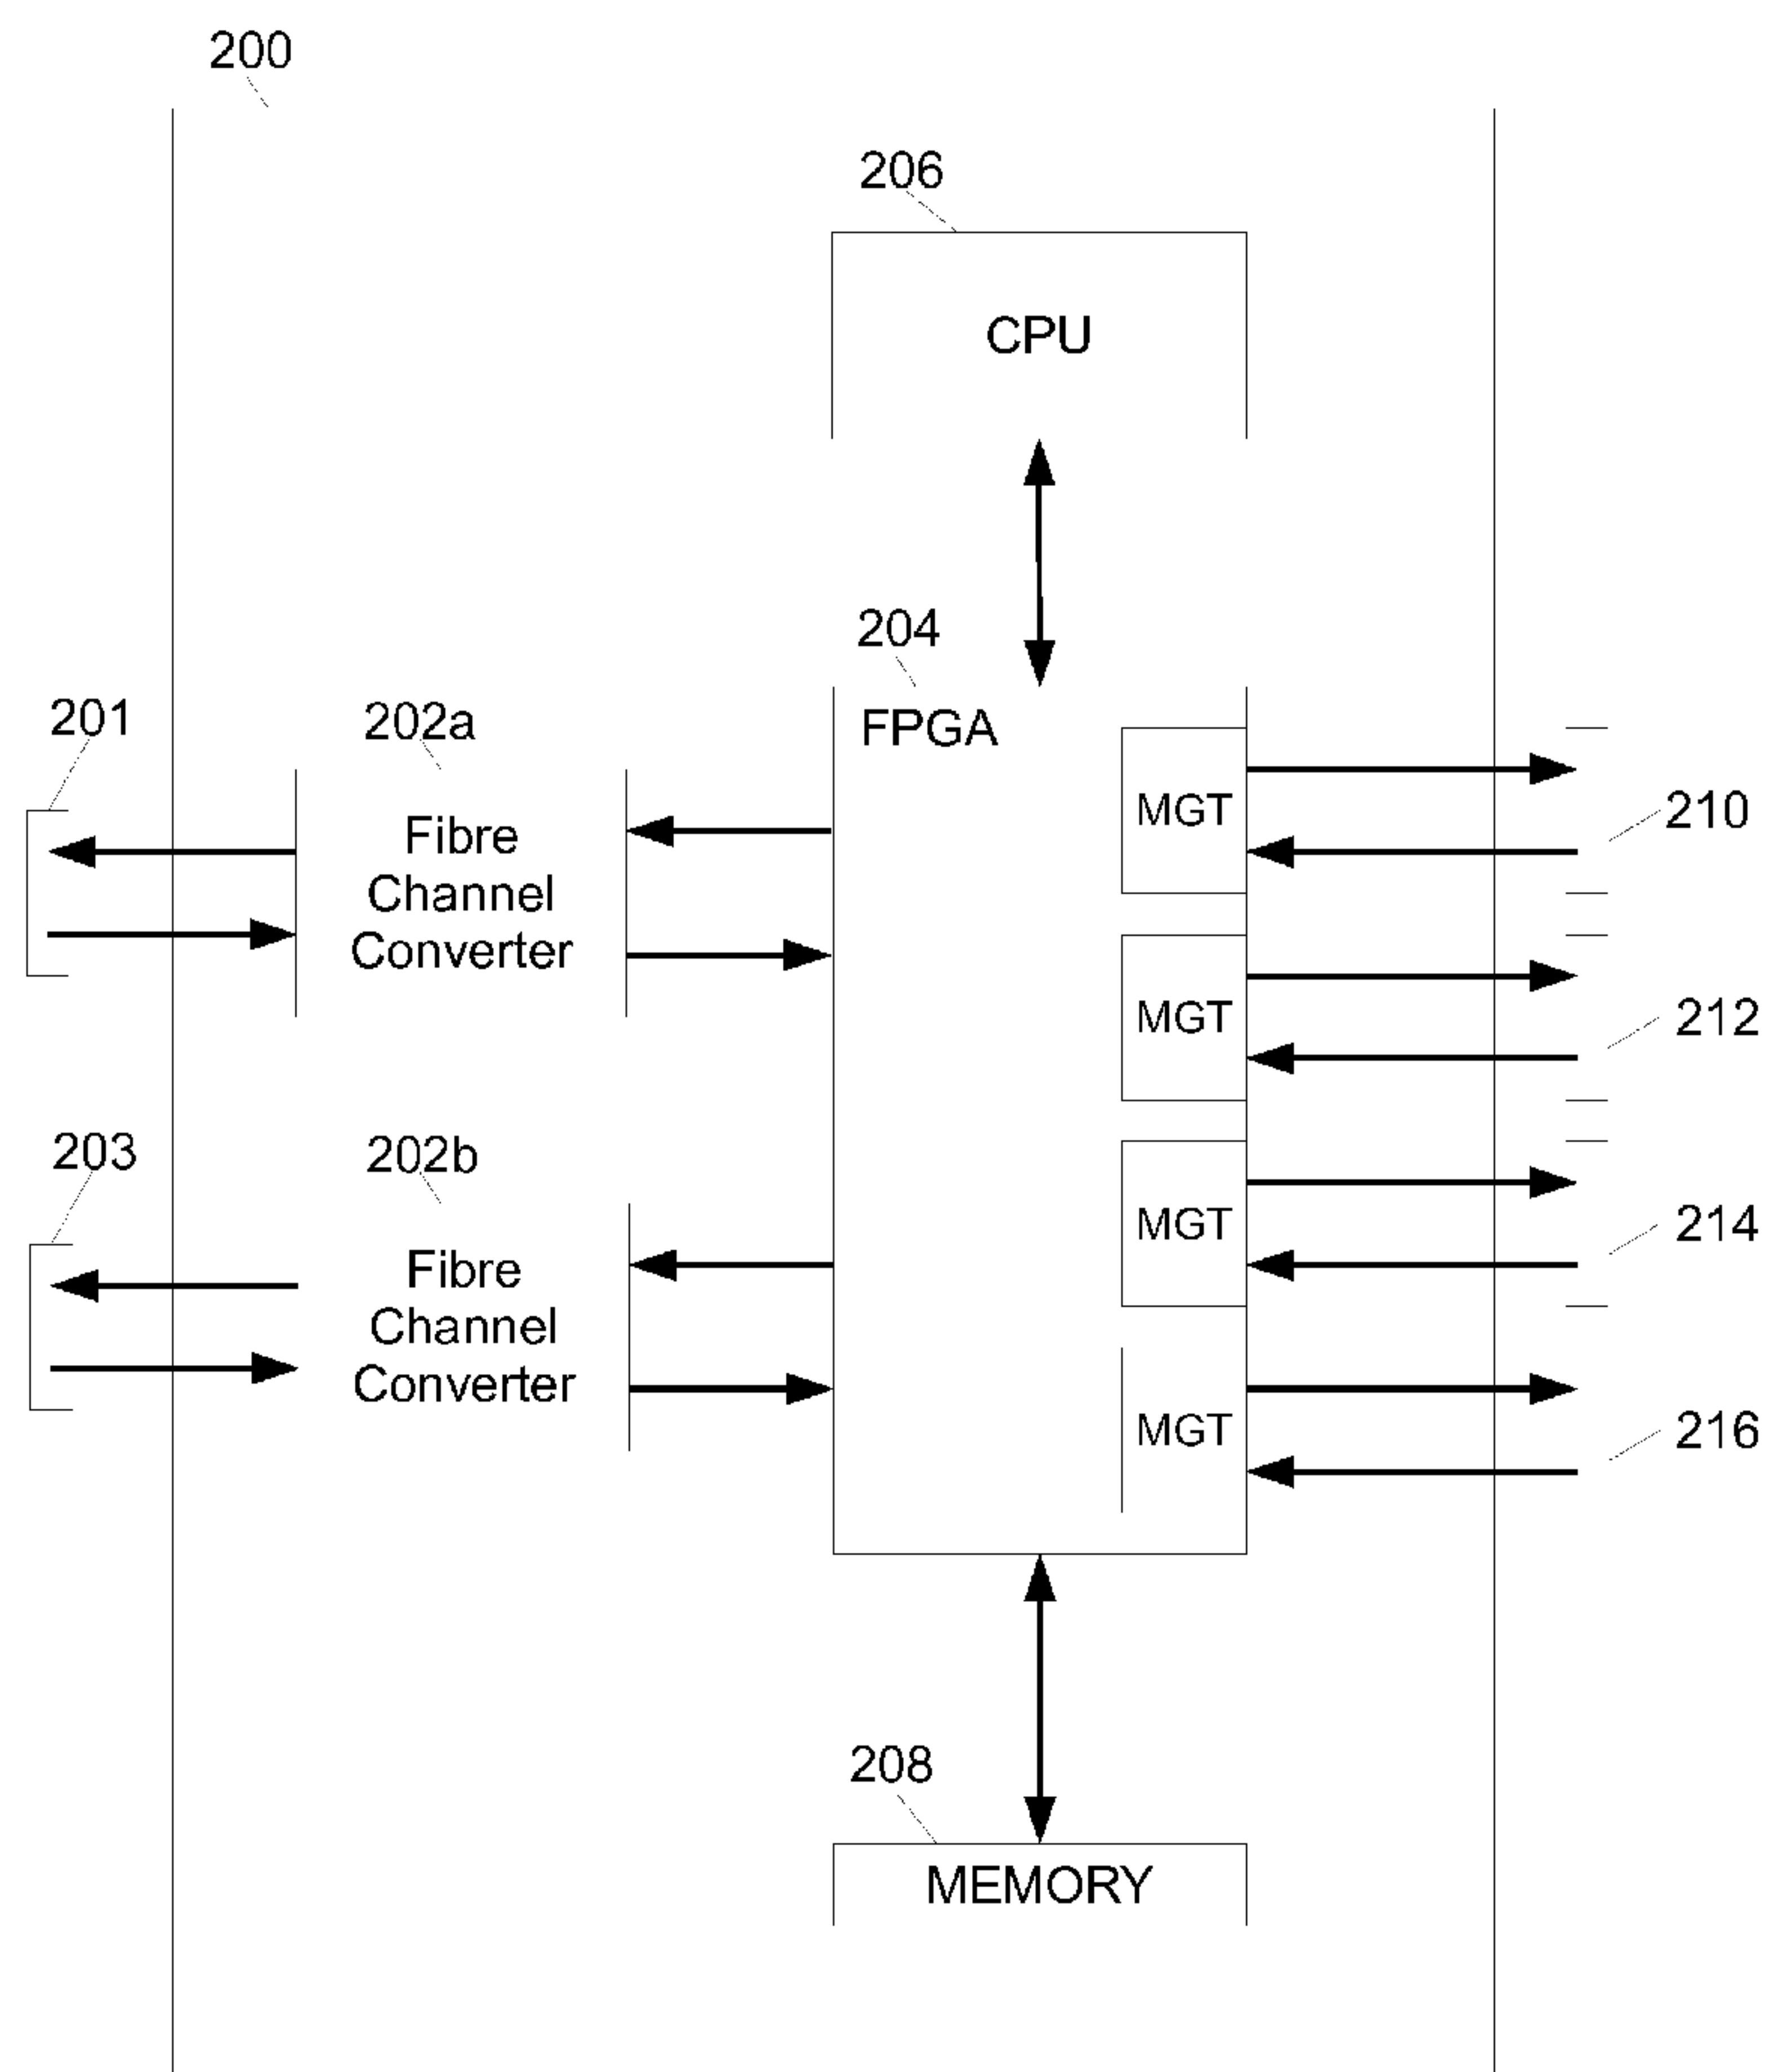 200
206
CPU
204
FPGA
201
202a
Fibre
Channel
Converter
MGT
210
MGT
212
203
202b
Fibre
Channel
Converter
MGT
214
MGT
216
208
MEMORY